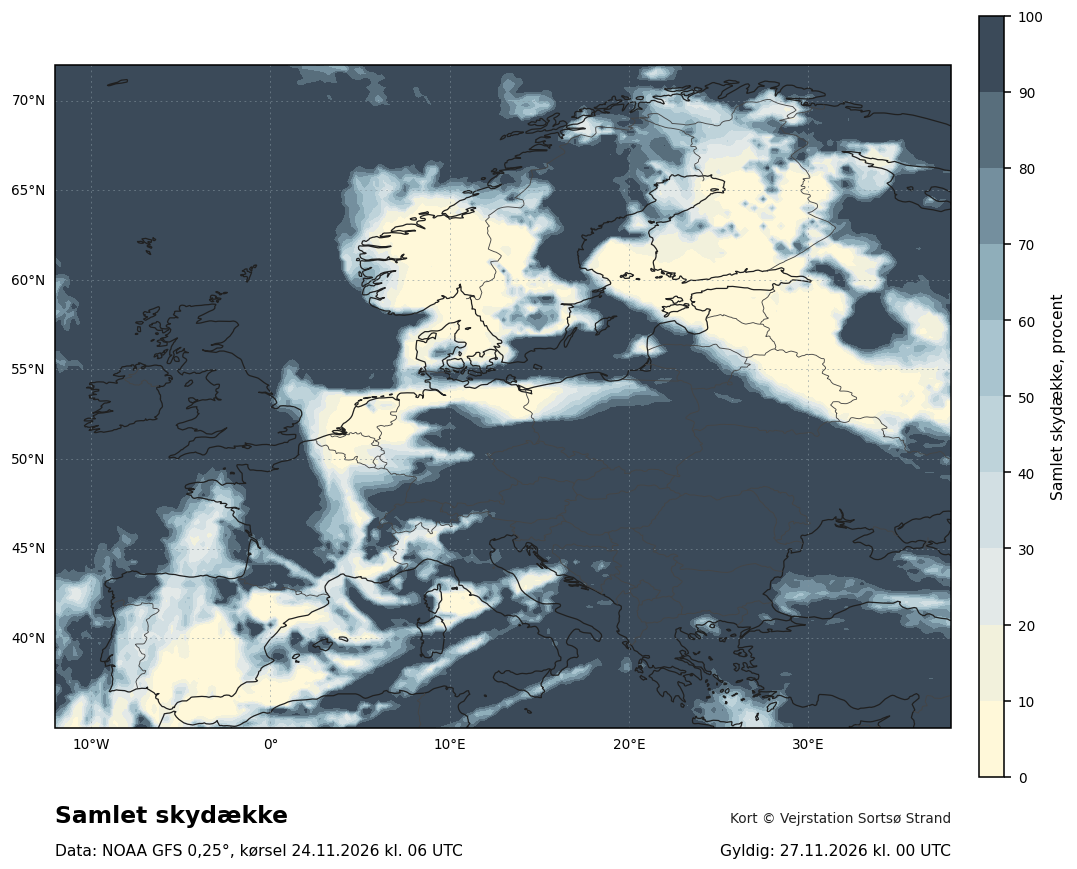 70°N
65°N
60°N
55°N
50°N
45°N
40°N
10°W
0°
10°E
20°E
30°E
100
90
80
70
60
50
40
30
20
10
0
Samlet skydække, procent
Samlet skydække
Kort © Vejrstation Sortsø Strand
Data: NOAA GFS 0,25°, kørsel 24.11.2026 kl. 06 UTC
Gyldig: 27.11.2026 kl. 00 UTC